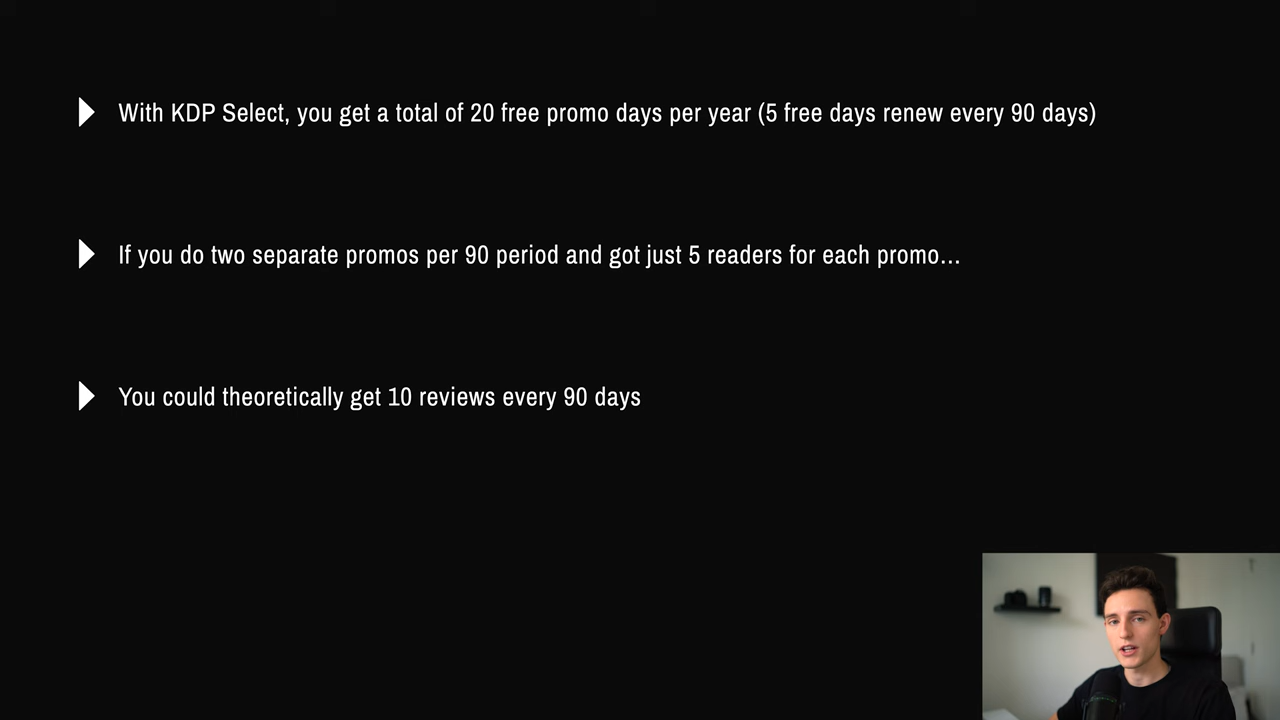 With KDP Select, you get a total of 20 free promo days per year (5 free days renew every 90 days)
If you do two separate promos per 90 period and got just 5 readers for each promo...
You could theoretically get 10 reviews every 90 days